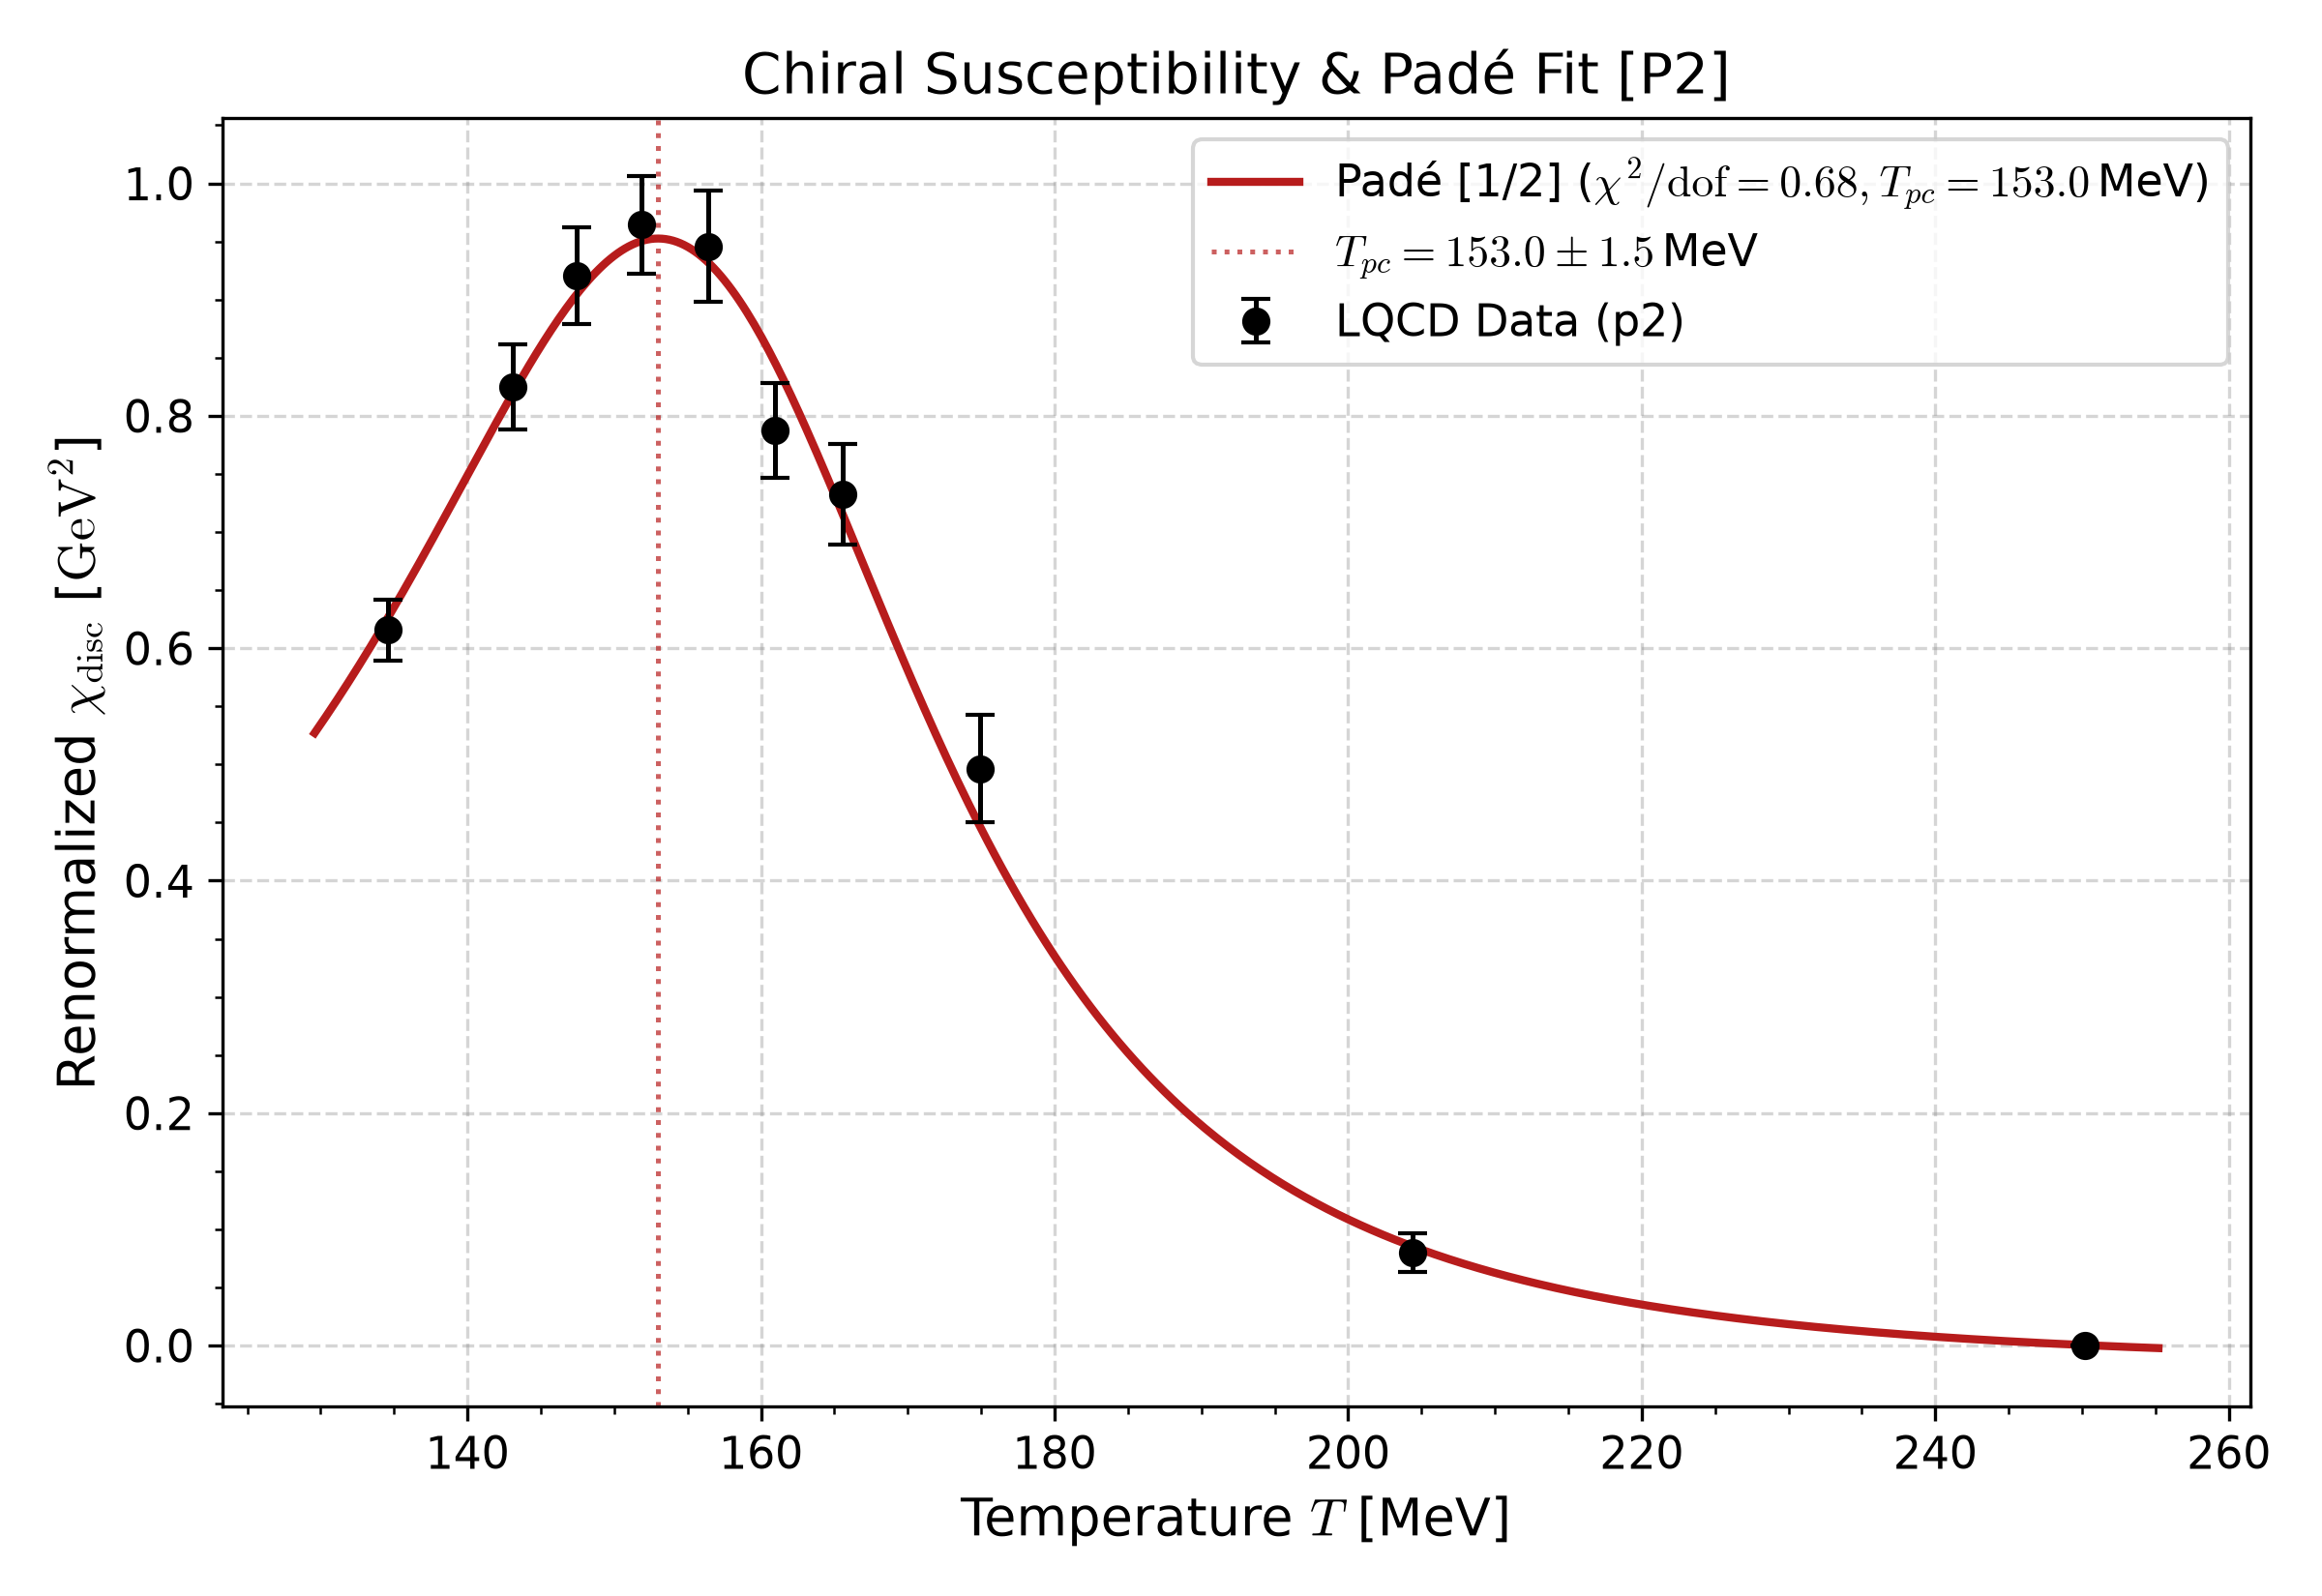 Chiral Susceptibility & Padé Fit [P2]
Padé [1/2] (χ²/dof = 0.68, T_pc = 153.0 MeV)
T_pc = 153.0 ± 1.5 MeV
LQCD Data (p2)
Renormalized χ_disc [GeV²]
1.0
0.8
0.6
0.4
0.2
0.0
140 160 180 200 220 240 260
Temperature T [MeV]